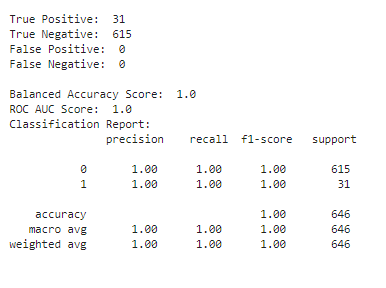 True Positive: 31
True Negative: 615
False Positive: 0
False Negative: 0
Balanced Accuracy Score: 1.0
ROC AUC Score: 1.0
Classification Report:
precision recall f1-score support
0 1.00 1.00 1.00 615
1 1.00 1.00 1.00 31
accuracy 1.00 646
macro avg 1.00 1.00 1.00 646
weighted avg 1.00 1.00 1.00 646